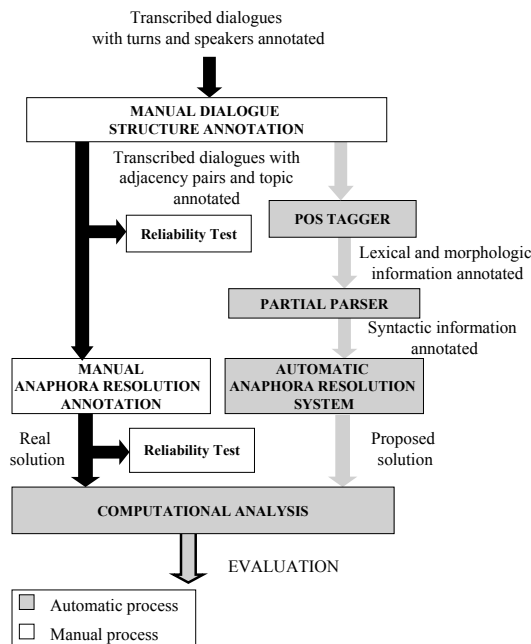 Transcribed dialogues
with turns and speakers annotated
MANUAL DIALOGUE
STRUCTURE ANNOTATION
Transcribed dialogues with
adjacency pairs and topic
annotated
Reliability Test
POS TAGGER
Lexical and morphologic
information annotated
PARTIAL PARSER
Syntactic information
annotated
MANUAL
ANAPHORA RESOLUTION
ANNOTATION
AUTOMATIC
ANAPHORA RESOLUTION
SYSTEM
Real
solution
Reliability Test
Proposed
solution
COMPUTATIONAL ANALYSIS
EVALUATION
Automatic process
Manual process